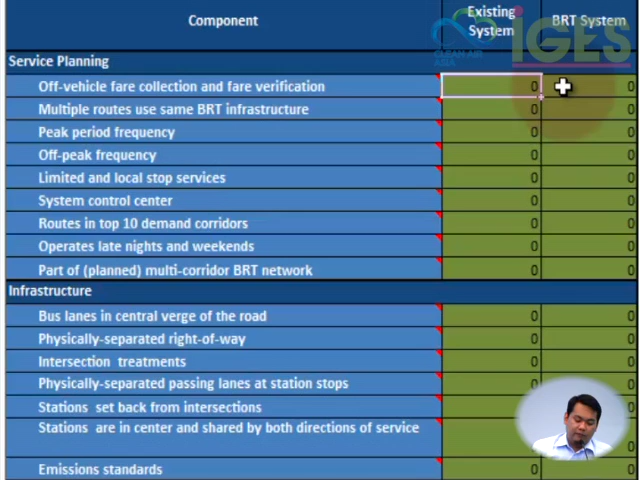 Component
Existing System
BRT System
CLEAN AIR ASIA
iGES
Service Planning
Off-vehicle fare collection and fare verification 0 0
Multiple routes use same BRT infrastructure 0 0
Peak period frequency 0 0
Off-peak frequency 0 0
Limited and local stop services 0 0
System control center 0 0
Routes in top 10 demand corridors 0 0
Operates late nights and weekends 0 0
Part of (planned) multi-corridor BRT network 0 0
Infrastructure
Bus lanes in central verge of the road 0 0
Physically-separated right-of-way 0 0
Intersection treatments 0 0
Physically-separated passing lanes at station stops 0 0
Stations set back from intersections 0
Stations are in center and shared by both directions of service 0 0
Emissions standards 0 0